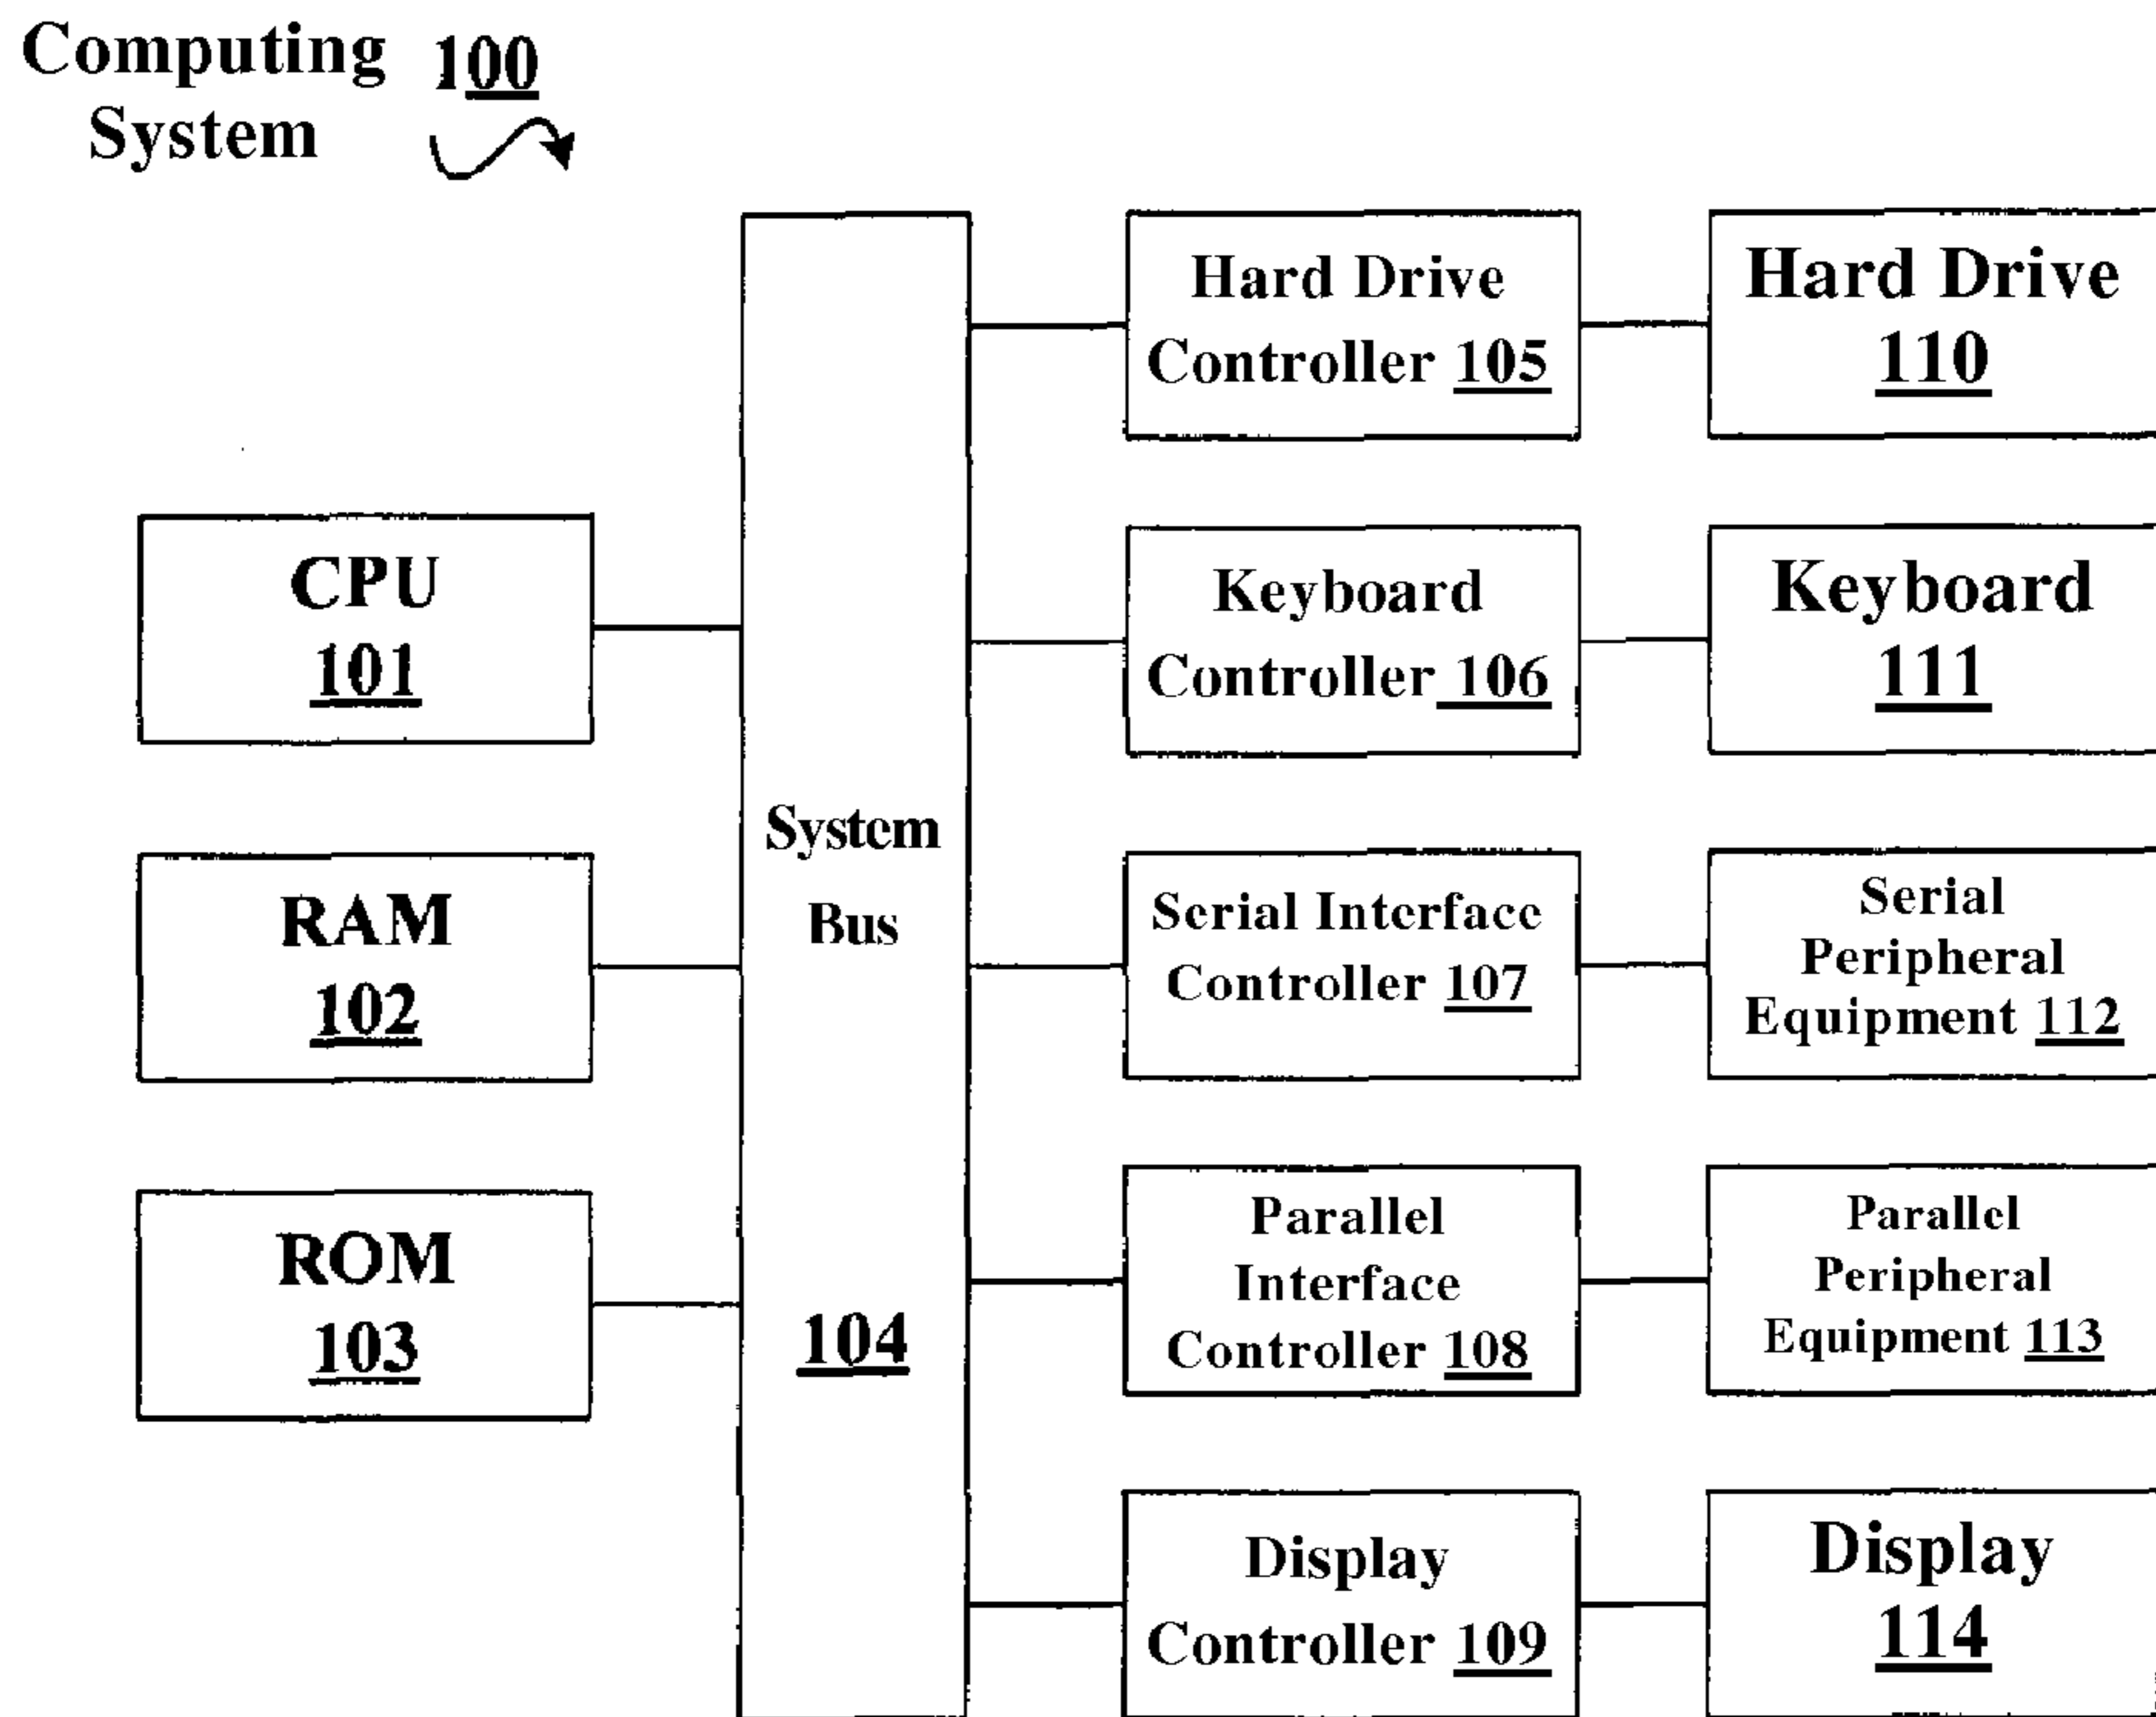 Computing 100
System
Hard Drive
Controller 105
Hard Drive
110
CPU
101
Keyboard
Controller 106
Keyboard
111
System
Bus
104
RAM
102
Serial Interface
Controller 107
Serial
Peripheral
Equipment 112
ROM
103
Parallel
Interface
Controller 108
Parallel
Peripheral
Equipment 113
Display
Controller 109
Display
114